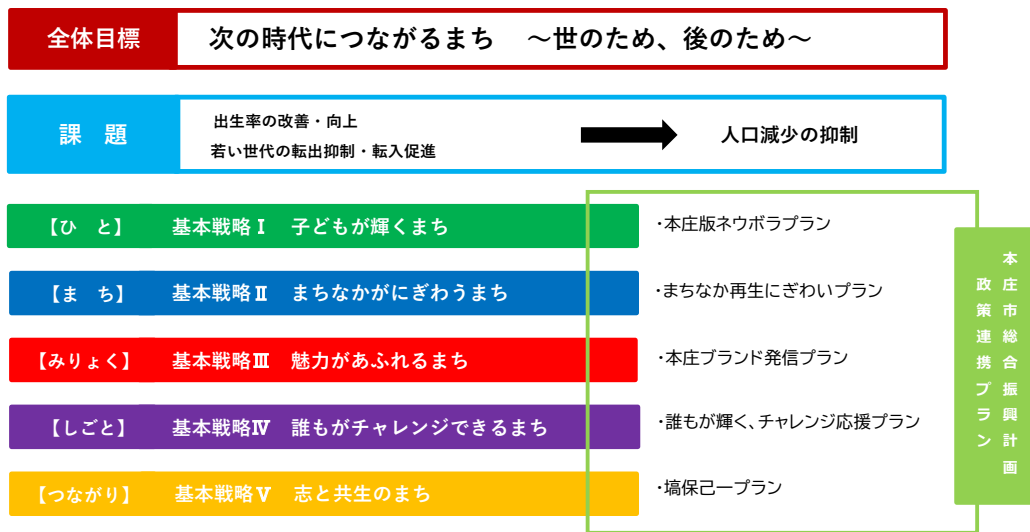 全体目標
次の時代につながるまち　～世のため、後のため～
課　題
出生率の改善・向上
若い世代の転出抑制・転入促進
人口減少の抑制
【ひ　と】　基本戦略Ⅰ　子どもが輝くまち
・本庄版ネウボラプラン
【ま　ち】　基本戦略Ⅱ　まちなかがにぎわうまち
・まちなか再生にぎわいプラン
【みりょく】　基本戦略Ⅲ　魅力があふれるまち
・本庄ブランド発信プラン
【しごと】　基本戦略Ⅳ　誰もがチャレンジできるまち
・誰もが輝く、チャレンジ応援プラン
【つながり】　基本戦略Ⅴ　志と共生のまち
・塙保己一プラン
本庄市総合振興計画
政策連携プラン